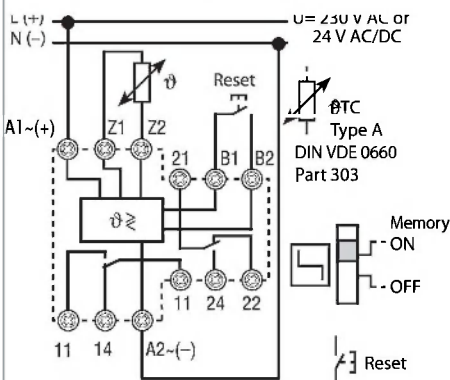 L (+)
U= 230 V AC or
N (−)
24 V AC/DC
ϑ
Reset
ϑTC
Type A
DIN VDE 0660
Part 303
A1~(+)
Z1
Z2
21
B1
B2
ϑ≷
Memory
ON
OFF
11
24
22
11
14
A2~(−)
Reset